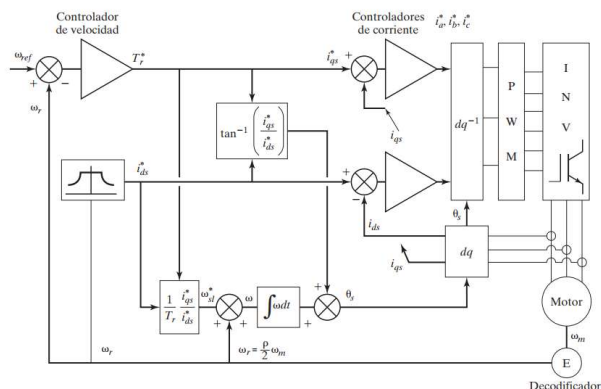 Controlador
de velocidad
Controladores
de corriente
i*a, i*b, i*c
ωref
+
−
ωr
T*r
i*qs
+
iqs
dq⁻¹
P
W
M
I
N
V
tan⁻¹ ( i*qs / i*ds )
i*ds
+
−
ids
θs
dq
iqs
1/Tr i*qs/i*ds
ω*sl
+
+
ω
∫ωdt
+
+
θs
Motor
ωr
ωr = ρ/2 ωm
ωm
E
Decodificador